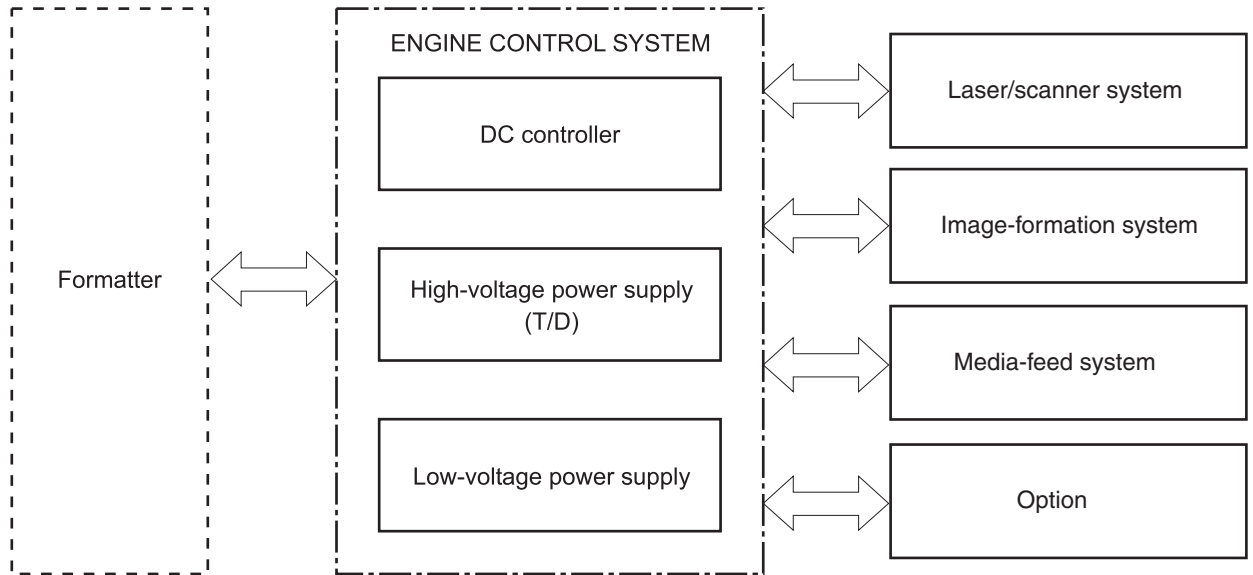 Formatter
ENGINE CONTROL SYSTEM
DC controller
High-voltage power supply
(T/D)
Low-voltage power supply
Laser/scanner system
Image-formation system
Media-feed system
Option